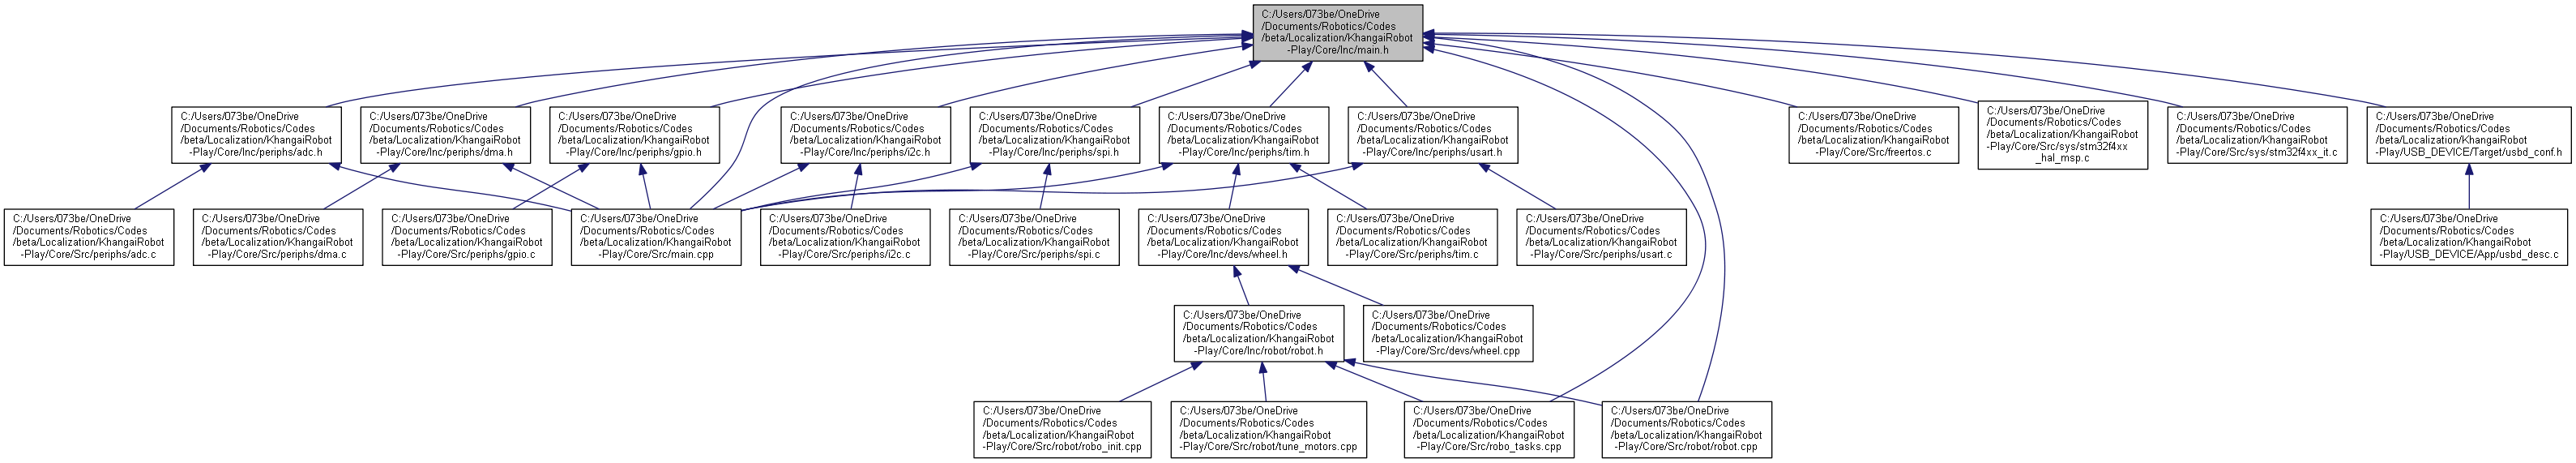 C:/Users/073be/OneDrive
/Documents/Robotics/Codes
/beta/Localization/KhangaiRobot
-Play/Core/Inc/main.h
C:/Users/073be/OneDrive
/Documents/Robotics/Codes
/beta/Localization/KhangaiRobot
-Play/Core/Inc/periphs/adc.h
C:/Users/073be/OneDrive
/Documents/Robotics/Codes
/beta/Localization/KhangaiRobot
-Play/Core/Inc/periphs/dma.h
C:/Users/073be/OneDrive
/Documents/Robotics/Codes
/beta/Localization/KhangaiRobot
-Play/Core/Inc/periphs/gpio.h
C:/Users/073be/OneDrive
/Documents/Robotics/Codes
/beta/Localization/KhangaiRobot
-Play/Core/Inc/periphs/i2c.h
C:/Users/073be/OneDrive
/Documents/Robotics/Codes
/beta/Localization/KhangaiRobot
-Play/Core/Inc/periphs/spi.h
C:/Users/073be/OneDrive
/Documents/Robotics/Codes
/beta/Localization/KhangaiRobot
-Play/Core/Inc/periphs/tim.h
C:/Users/073be/OneDrive
/Documents/Robotics/Codes
/beta/Localization/KhangaiRobot
-Play/Core/Inc/periphs/usart.h
C:/Users/073be/OneDrive
/Documents/Robotics/Codes
/beta/Localization/KhangaiRobot
-Play/Core/Src/freertos.c
C:/Users/073be/OneDrive
/Documents/Robotics/Codes
/beta/Localization/KhangaiRobot
-Play/Core/Src/sys/stm32f4xx
_hal_msp.c
C:/Users/073be/OneDrive
/Documents/Robotics/Codes
/beta/Localization/KhangaiRobot
-Play/Core/Src/sys/stm32f4xx_it.c
C:/Users/073be/OneDrive
/Documents/Robotics/Codes
/beta/Localization/KhangaiRobot
-Play/USB_DEVICE/Target/usbd_conf.h
C:/Users/073be/OneDrive
/Documents/Robotics/Codes
/beta/Localization/KhangaiRobot
-Play/Core/Src/periphs/adc.c
C:/Users/073be/OneDrive
/Documents/Robotics/Codes
/beta/Localization/KhangaiRobot
-Play/Core/Src/periphs/dma.c
C:/Users/073be/OneDrive
/Documents/Robotics/Codes
/beta/Localization/KhangaiRobot
-Play/Core/Src/periphs/gpio.c
C:/Users/073be/OneDrive
/Documents/Robotics/Codes
/beta/Localization/KhangaiRobot
-Play/Core/Src/main.cpp
C:/Users/073be/OneDrive
/Documents/Robotics/Codes
/beta/Localization/KhangaiRobot
-Play/Core/Src/periphs/i2c.c
C:/Users/073be/OneDrive
/Documents/Robotics/Codes
/beta/Localization/KhangaiRobot
-Play/Core/Src/periphs/spi.c
C:/Users/073be/OneDrive
/Documents/Robotics/Codes
/beta/Localization/KhangaiRobot
-Play/Core/Inc/devs/wheel.h
C:/Users/073be/OneDrive
/Documents/Robotics/Codes
/beta/Localization/KhangaiRobot
-Play/Core/Src/periphs/tim.c
C:/Users/073be/OneDrive
/Documents/Robotics/Codes
/beta/Localization/KhangaiRobot
-Play/Core/Src/periphs/usart.c
C:/Users/073be/OneDrive
/Documents/Robotics/Codes
/beta/Localization/KhangaiRobot
-Play/USB_DEVICE/App/usbd_desc.c
C:/Users/073be/OneDrive
/Documents/Robotics/Codes
/beta/Localization/KhangaiRobot
-Play/Core/Inc/robot/robot.h
C:/Users/073be/OneDrive
/Documents/Robotics/Codes
/beta/Localization/KhangaiRobot
-Play/Core/Src/devs/wheel.cpp
C:/Users/073be/OneDrive
/Documents/Robotics/Codes
/beta/Localization/KhangaiRobot
-Play/Core/Src/robot/robo_init.cpp
C:/Users/073be/OneDrive
/Documents/Robotics/Codes
/beta/Localization/KhangaiRobot
-Play/Core/Src/robot/tune_motors.cpp
C:/Users/073be/OneDrive
/Documents/Robotics/Codes
/beta/Localization/KhangaiRobot
-Play/Core/Src/robo_tasks.cpp
C:/Users/073be/OneDrive
/Documents/Robotics/Codes
/beta/Localization/KhangaiRobot
-Play/Core/Src/robot/robot.cpp